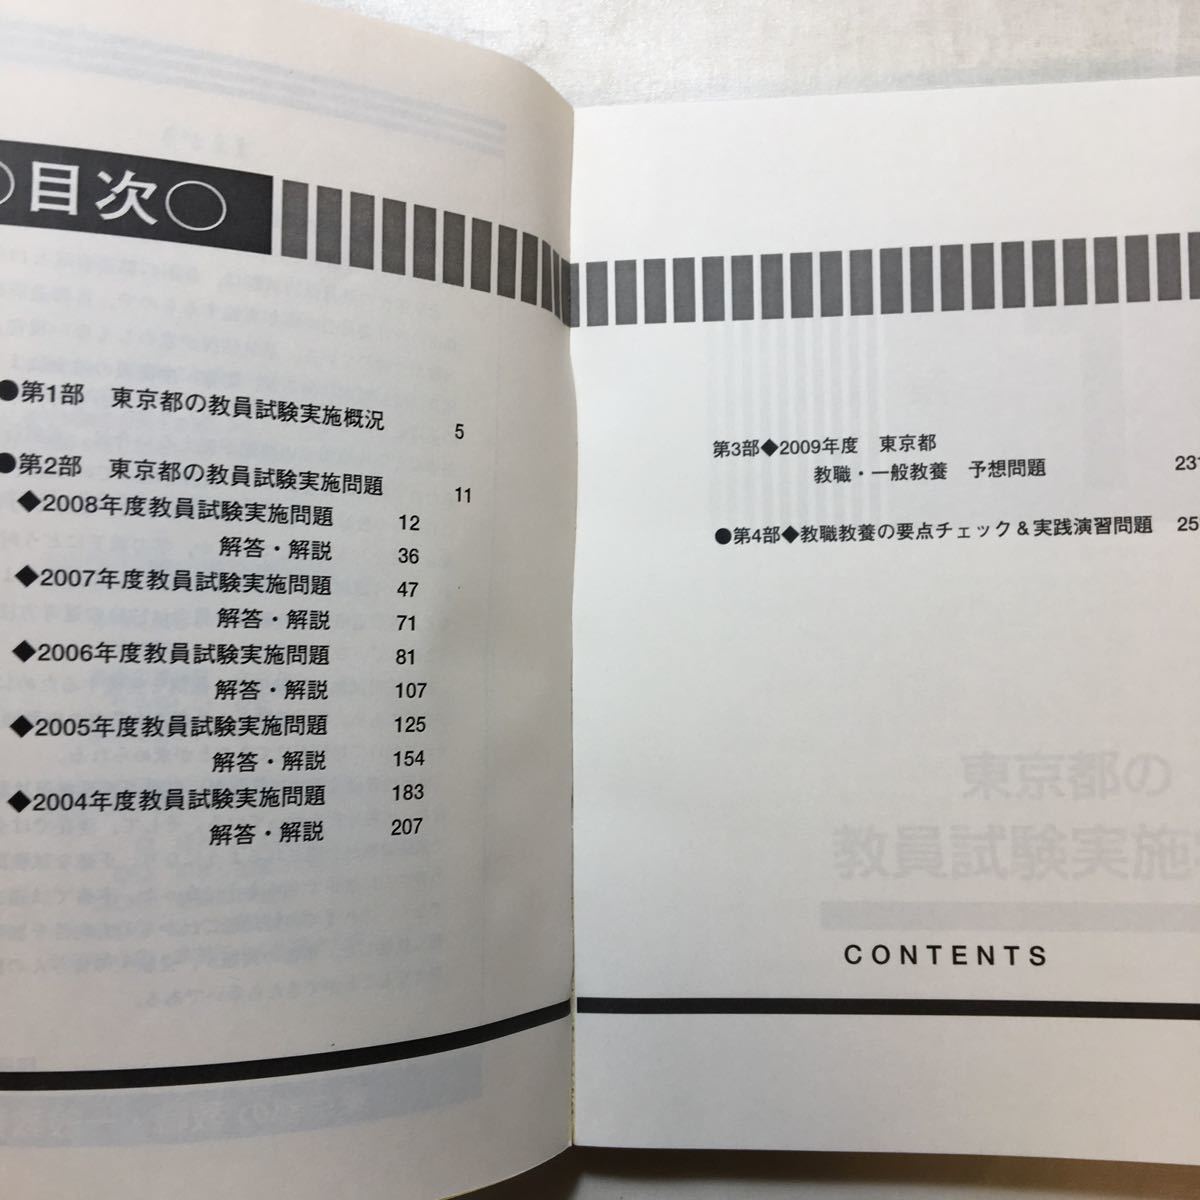 ○目次○
●第1部　東京都の教員試験実施概況 5
●第2部　東京都の教員試験実施問題 11
◆2008年度教員試験実施問題 12
解答・解説 36
◆2007年度教員試験実施問題 47
解答・解説 71
◆2006年度教員試験実施問題 81
解答・解説 107
◆2005年度教員試験実施問題 125
解答・解説 154
◆2004年度教員試験実施問題 183
解答・解説 207
第3部◆2009年度　東京都
教職・一般教養　予想問題 231
●第4部◆教職教養の要点チェック＆実践演習問題 25
東京都の
教員試験実施
CONTENTS